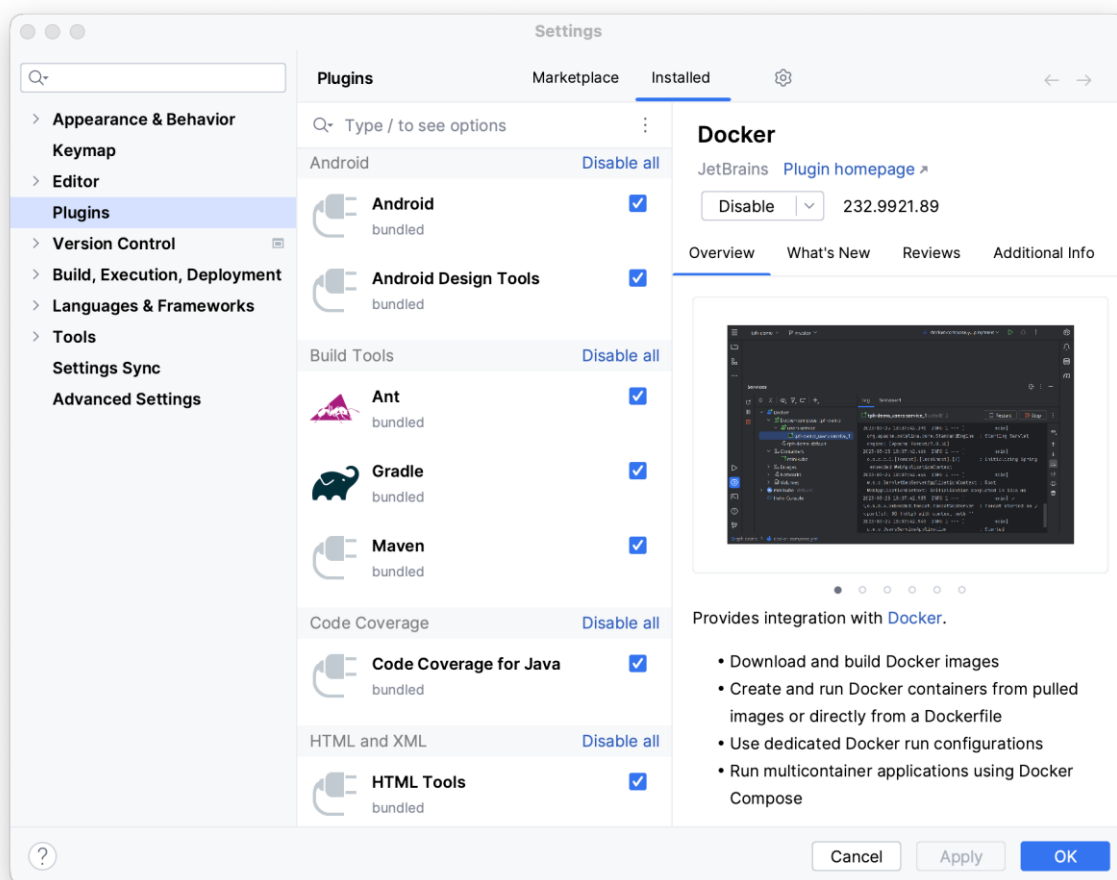 Settings
Plugins
Marketplace
Installed
Appearance & Behavior
Keymap
Editor
Plugins
Version Control
Build, Execution, Deployment
Languages & Frameworks
Tools
Settings Sync
Advanced Settings
Type / to see options
Android
Disable all
Android
bundled
Android Design Tools
bundled
Build Tools
Disable all
Ant
bundled
Gradle
bundled
Maven
bundled
Code Coverage
Disable all
Code Coverage for Java
bundled
HTML and XML
Disable all
HTML Tools
bundled
Docker
JetBrains Plugin homepage ↗
Disable
232.9921.89
Overview
What's New
Reviews
Additional Info
Provides integration with Docker.
• Download and build Docker images
• Create and run Docker containers from pulled
images or directly from a Dockerfile
• Use dedicated Docker run configurations
• Run multicontainer applications using Docker
Compose
?
Cancel
Apply
OK